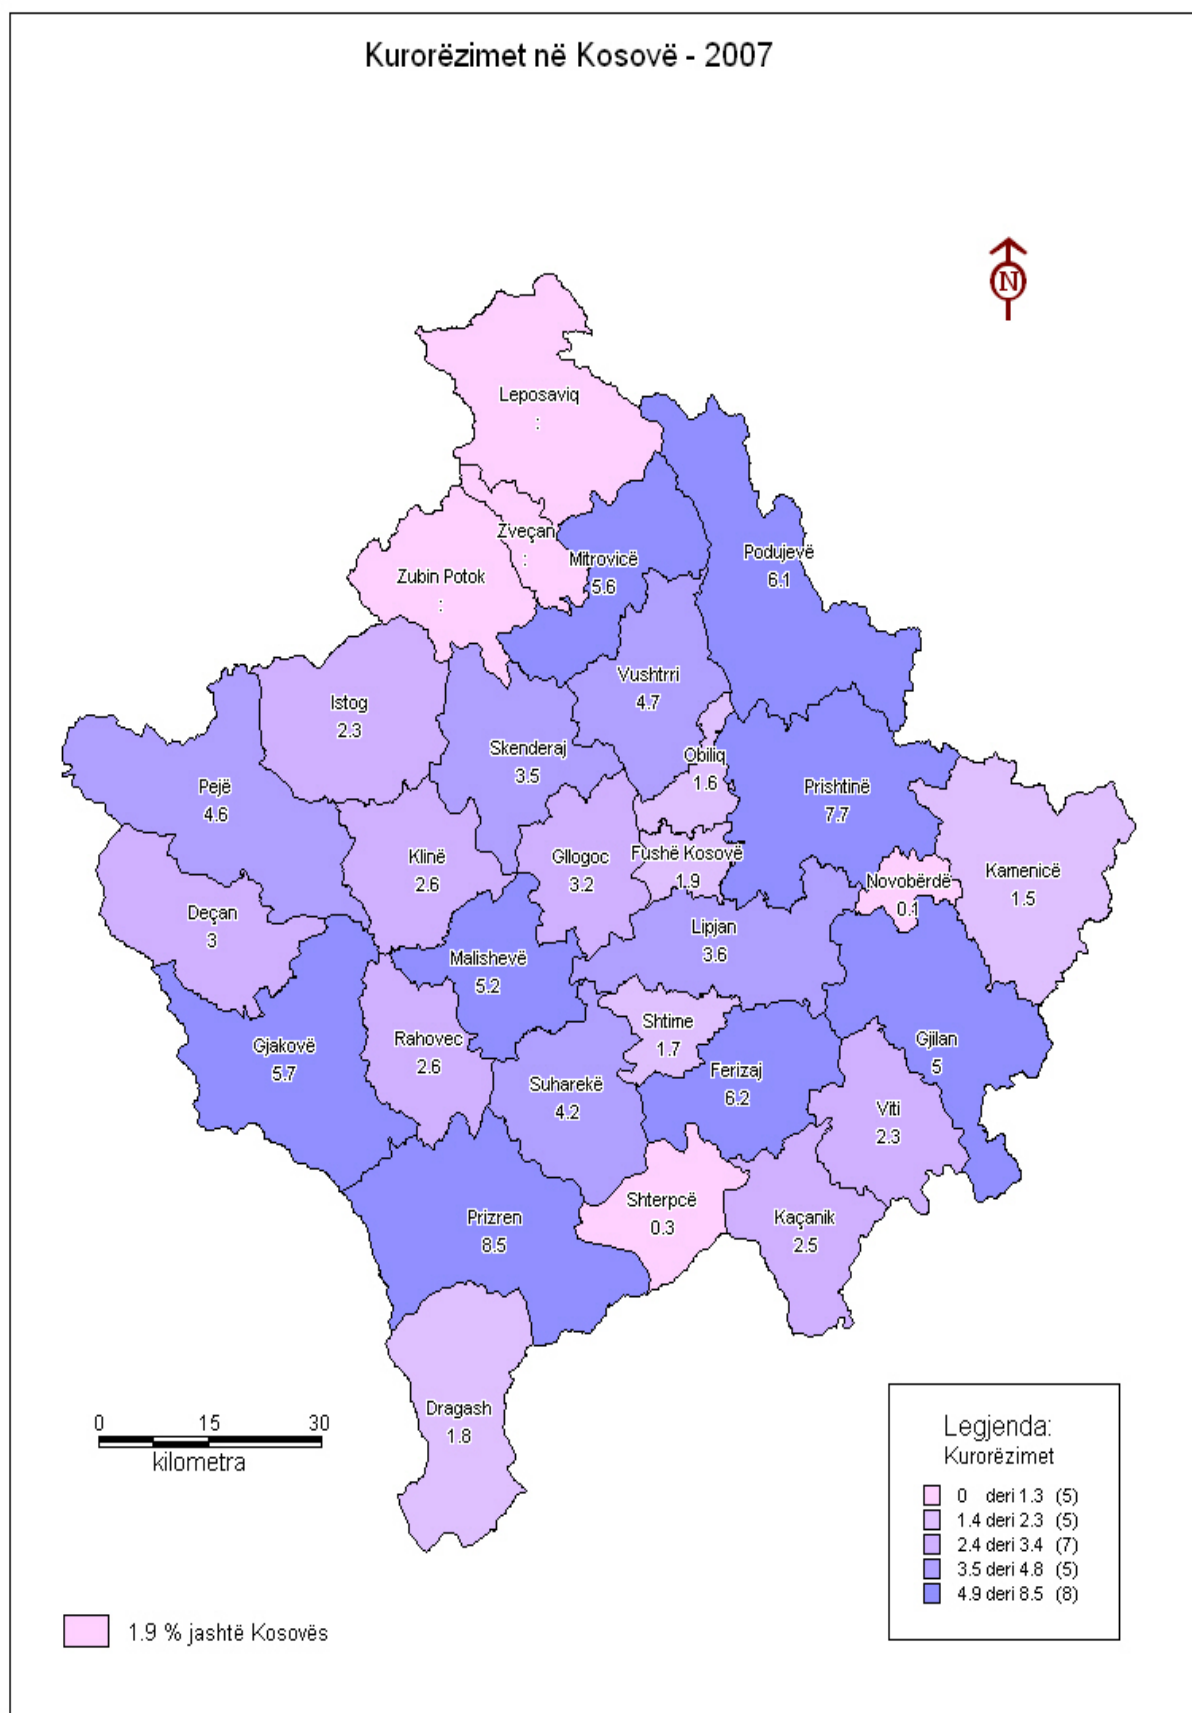 Kurorëzimet në Kosovë - 2007
N
Leposaviq
:
Zveçan
:
Mitrovicë
5.6
Podujevë
6.1
Zubin Potok
:
Vushtrri
4.7
Istog
2.3
Skenderaj
3.5
Obiliq
1.6
Pejë
4.6
Prishtinë
7.7
Klinë
2.6
Gllogoc
3.2
Fushë Kosovë
1.9
Novobërdë
0.1
Kamenicë
1.5
Deçan
3
Lipjan
3.6
Malishevë
5.2
Shtime
1.7
Gjakovë
5.7
Rahovec
2.6
Gjilan
5
Suharekë
4.2
Ferizaj
6.2
Viti
2.3
Shterpcë
0.3
Prizren
8.5
Kaçanik
2.5
Dragash
1.8
0 15 30
kilometra
Legjenda:
Kurorëzimet
0 deri 1.3 (5)
1.4 deri 2.3 (5)
2.4 deri 3.4 (7)
3.5 deri 4.8 (5)
4.9 deri 8.5 (8)
1.9 % jashtë Kosovës